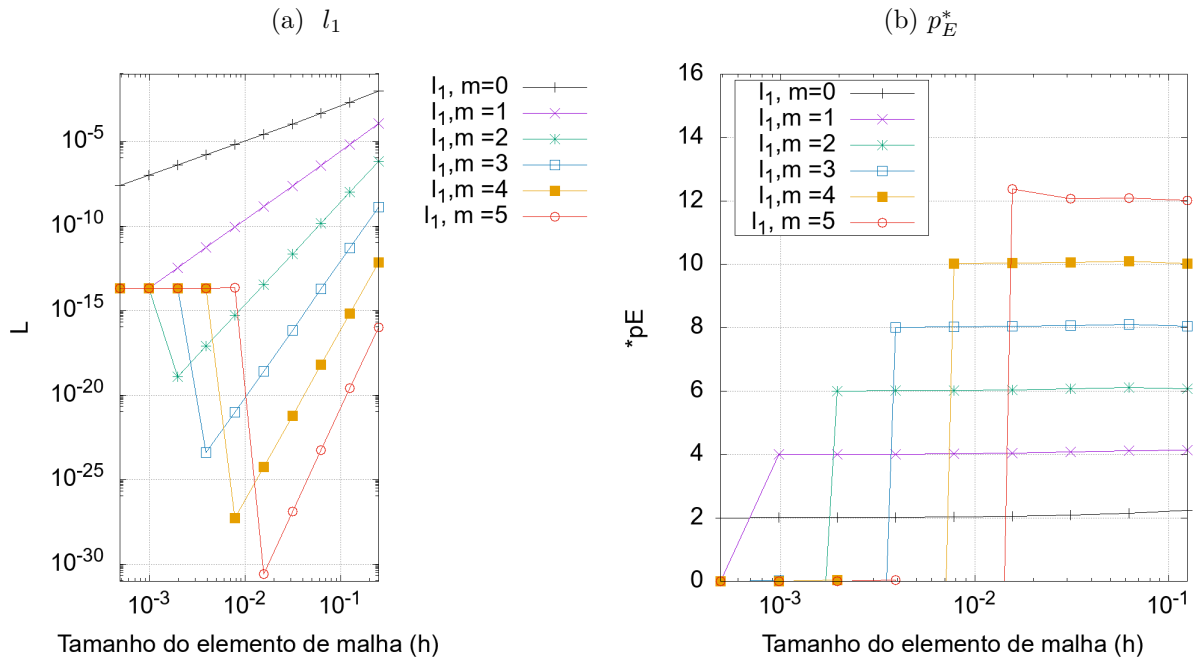 (a) l₁
10⁻⁵
10⁻¹⁰
10⁻¹⁵
10⁻²⁰
10⁻²⁵
10⁻³⁰
L
10⁻³ 10⁻² 10⁻¹
Tamanho do elemento de malha (h)
l₁, m=0
l₁,m =1
l₁,m =2
l₁,m =3
l₁,m =4
l₁, m =5
(b) p*_E
16
14
12
10
8
6
4
2
0
*pE
l₁, m=0
l₁,m =1
l₁,m =2
l₁,m =3
l₁,m =4
l₁, m =5
10⁻³ 10⁻² 10⁻¹
Tamanho do elemento de malha (h)